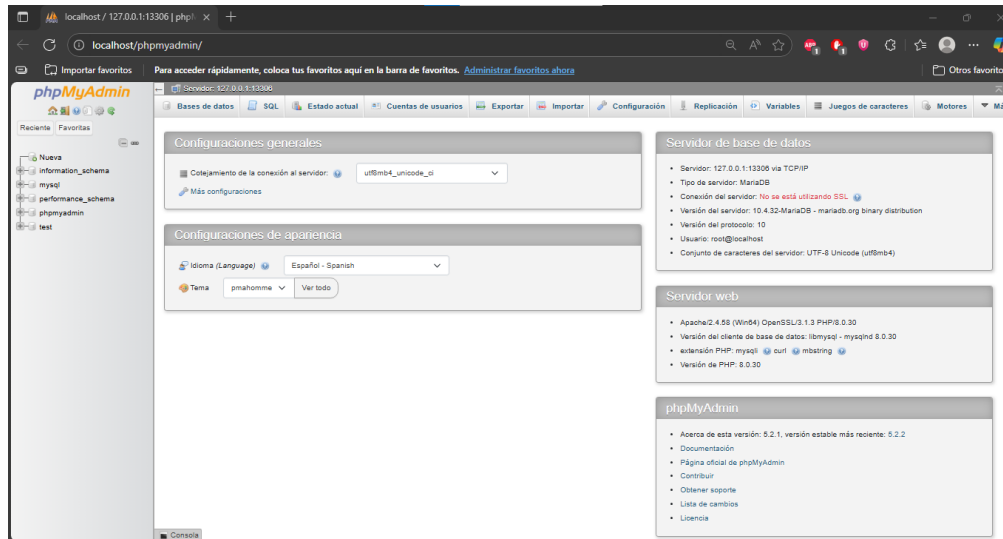 localhost / 127.0.0.1:13306 | phpM
localhost/phpmyadmin/
Importar favoritos
Para acceder rápidamente, coloca tus favoritos aquí en la barra de favoritos. Administrar favoritos ahora
Otros favorito
phpMyAdmin
Reciente Favoritas
Nueva
information_schema
mysql
performance_schema
phpmyadmin
test
Servidor: 127.0.0.1:13306
Bases de datos SQL Estado actual Cuentas de usuarios Exportar Importar Configuración Replicación Variables Juegos de caracteres Motores Má
Configuraciones generales
Cotejamiento de la conexión al servidor: utf8mb4_unicode_ci
Más configuraciones
Configuraciones de apariencia
Idioma (Language) Español - Spanish
Tema pmahomme Ver todo
Servidor de base de datos
Servidor: 127.0.0.1:13306 via TCP/IP
Tipo de servidor: MariaDB
Conexión del servidor: No se está utilizando SSL
Versión del servidor: 10.4.32-MariaDB - mariadb.org binary distribution
Versión del protocolo: 10
Usuario: root@localhost
Conjunto de caracteres del servidor: UTF-8 Unicode (utf8mb4)
Servidor web
Apache/2.4.58 (Win64) OpenSSL/3.1.3 PHP/8.0.30
Versión del cliente de base de datos: libmysql - mysqlnd 8.0.30
extensión PHP: mysqli curl mbstring
Versión de PHP: 8.0.30
phpMyAdmin
Acerca de esta versión: 5.2.1, versión estable más reciente: 5.2.2
Documentación
Página oficial de phpMyAdmin
Contribuir
Obtener soporte
Lista de cambios
Licencia
Consola